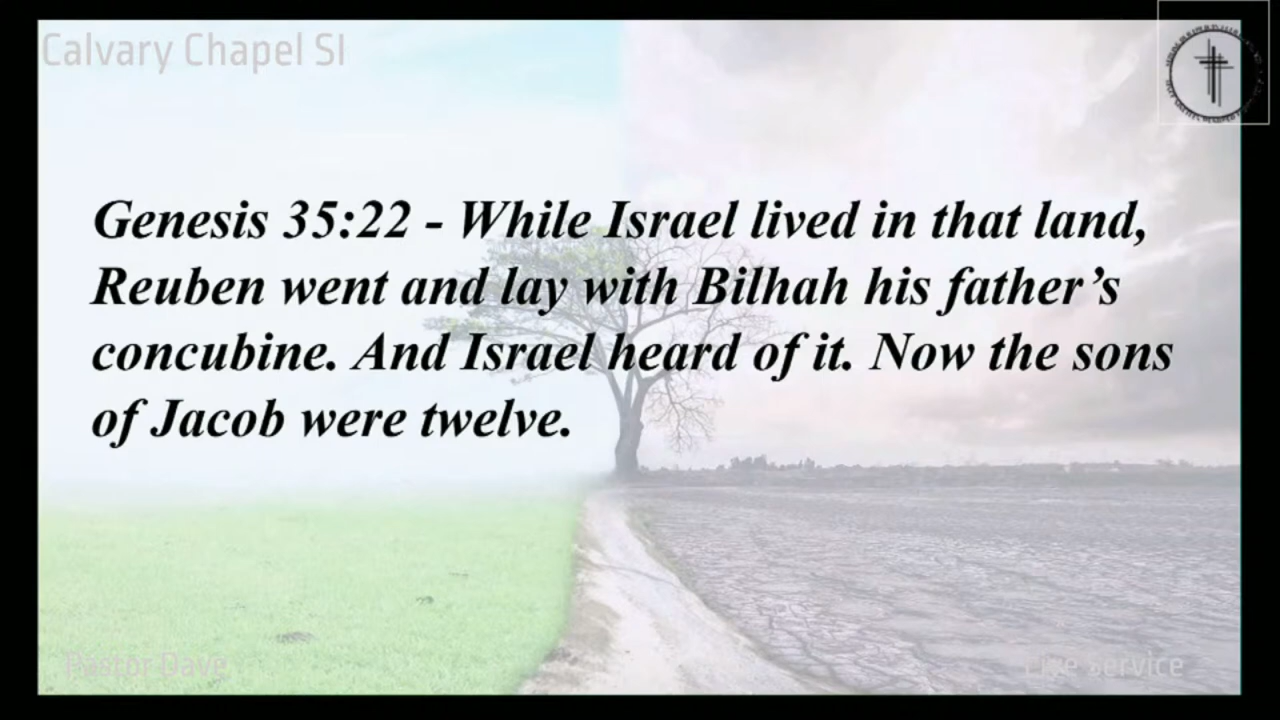 Calvary Chapel SI
Genesis 35:22 - While Israel lived in that land,
Reuben went and lay with Bilhah his father’s
concubine. And Israel heard of it. Now the sons
of Jacob were twelve.
Pastor Dave
Live Service